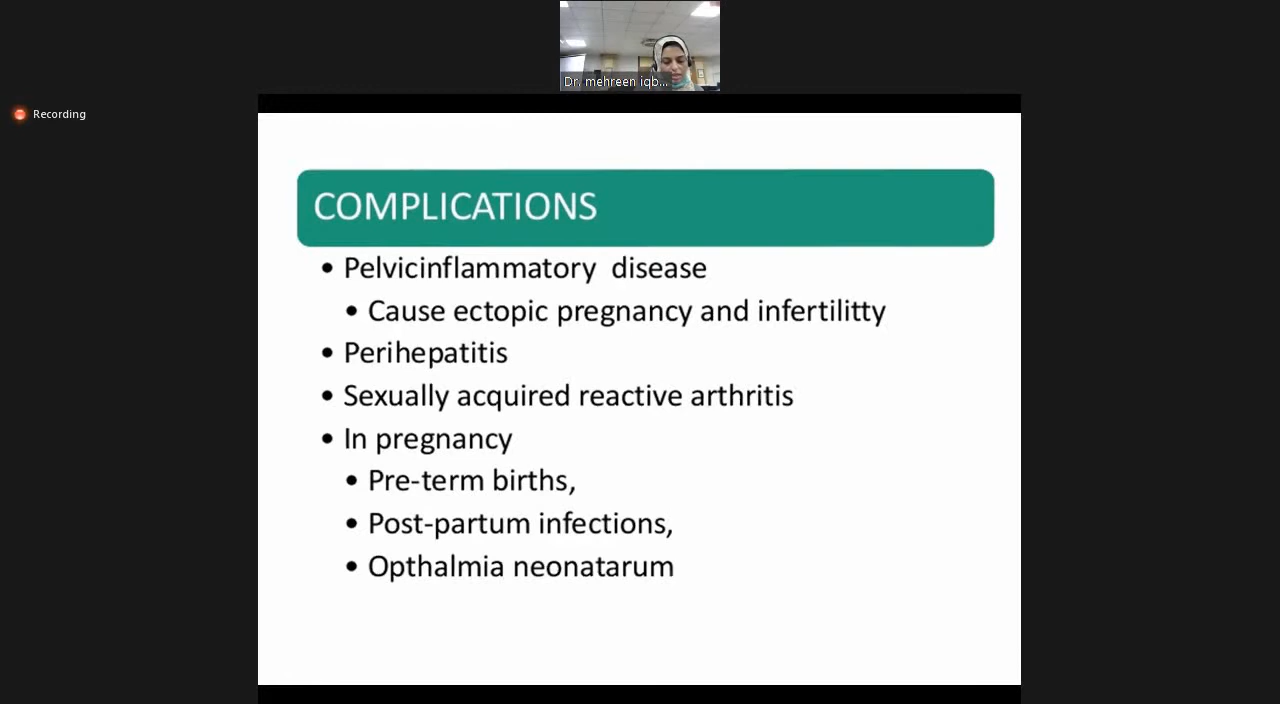 Dr. mehreen iqb...
Recording
COMPLICATIONS
• Pelvicinflammatory disease
• Cause ectopic pregnancy and infertilitty
• Perihepatitis
• Sexually acquired reactive arthritis
• In pregnancy
• Pre-term births,
• Post-partum infections,
• Opthalmia neonatarum